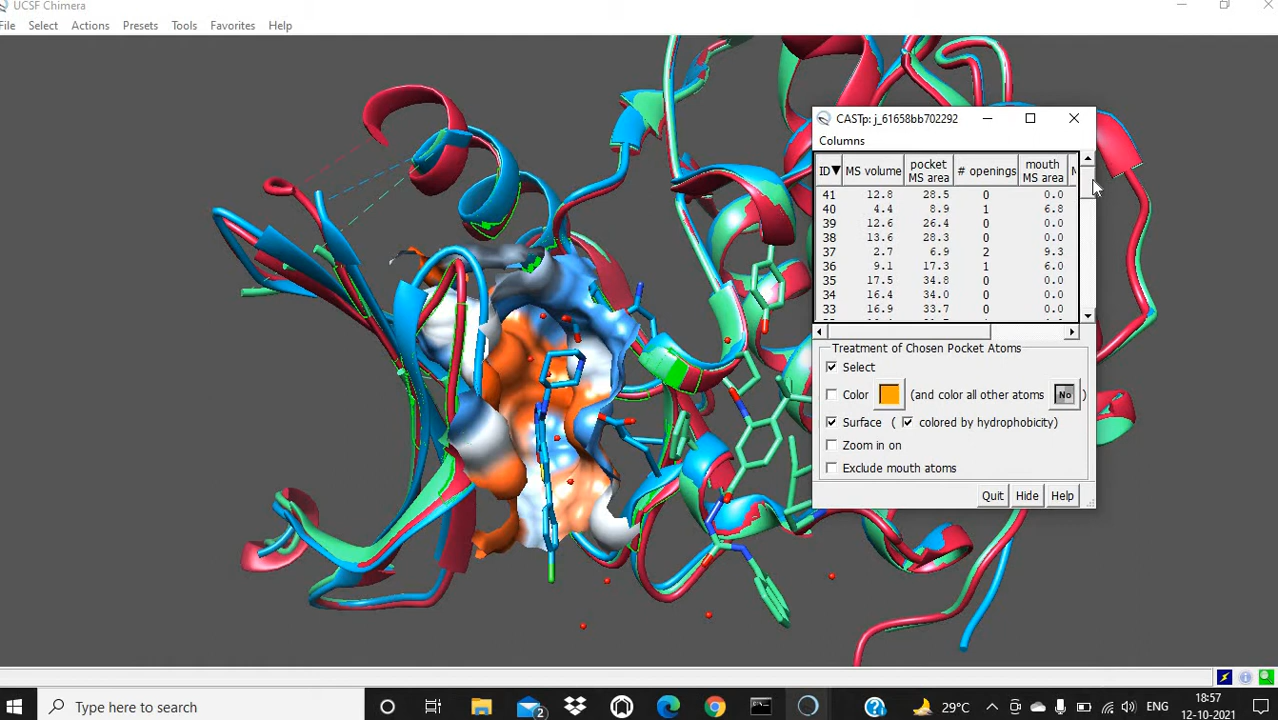 UCSF Chimera
File Select Actions Presets Tools Favorites Help
CASTp: j_61658bb702292
Columns
ID▼ MS volume pocket MS area # openings mouth MS area M
41 12.8 28.5 0 0.0
40 4.4 8.9 1 6.8
39 12.6 26.4 0 0.0
38 13.6 28.3 0 0.0
37 2.7 6.9 2 9.3
36 9.1 17.3 1 6.0
35 17.5 34.8 0 0.0
34 16.4 34.0 0 0.0
33 16.9 33.7 0 0.0
Treatment of Chosen Pocket Atoms
Select
Color (and color all other atoms No )
Surface ( colored by hydrophobicity)
Zoom in on
Exclude mouth atoms
Quit Hide Help
Type here to search
2
29°C
ENG
18:57
12-10-2021